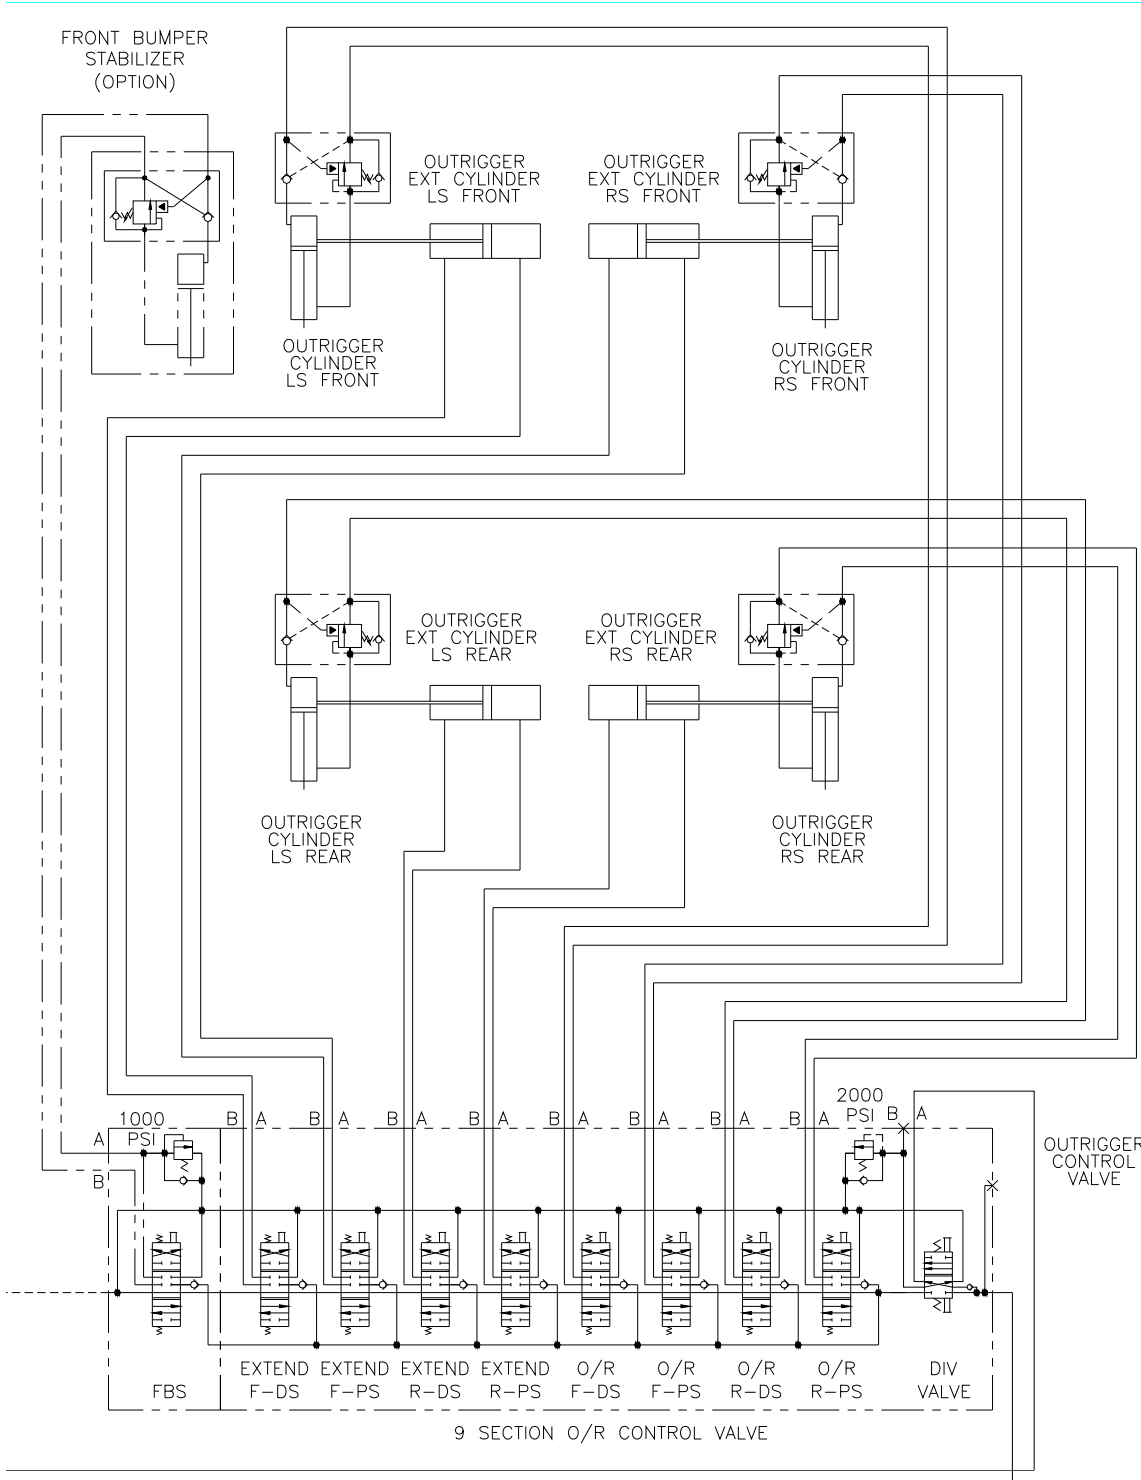 FRONT BUMPER
STABILIZER
(OPTION)
OUTRIGGER
EXT CYLINDER
LS FRONT
OUTRIGGER
EXT CYLINDER
RS FRONT
OUTRIGGER
CYLINDER
LS FRONT
OUTRIGGER
CYLINDER
RS FRONT
OUTRIGGER
EXT CYLINDER
LS REAR
OUTRIGGER
EXT CYLINDER
RS REAR
OUTRIGGER
CYLINDER
LS REAR
OUTRIGGER
CYLINDER
RS REAR
1000
PSI
A
B
B A B A B A B A B A B A B A B A
2000
PSI
B A
OUTRIGGER
CONTROL
VALVE
FBS
EXTEND
F-DS
EXTEND
F-PS
EXTEND
R-DS
EXTEND
R-PS
O/R
F-DS
O/R
F-PS
O/R
R-DS
O/R
R-PS
DIV
VALVE
9 SECTION O/R CONTROL VALVE